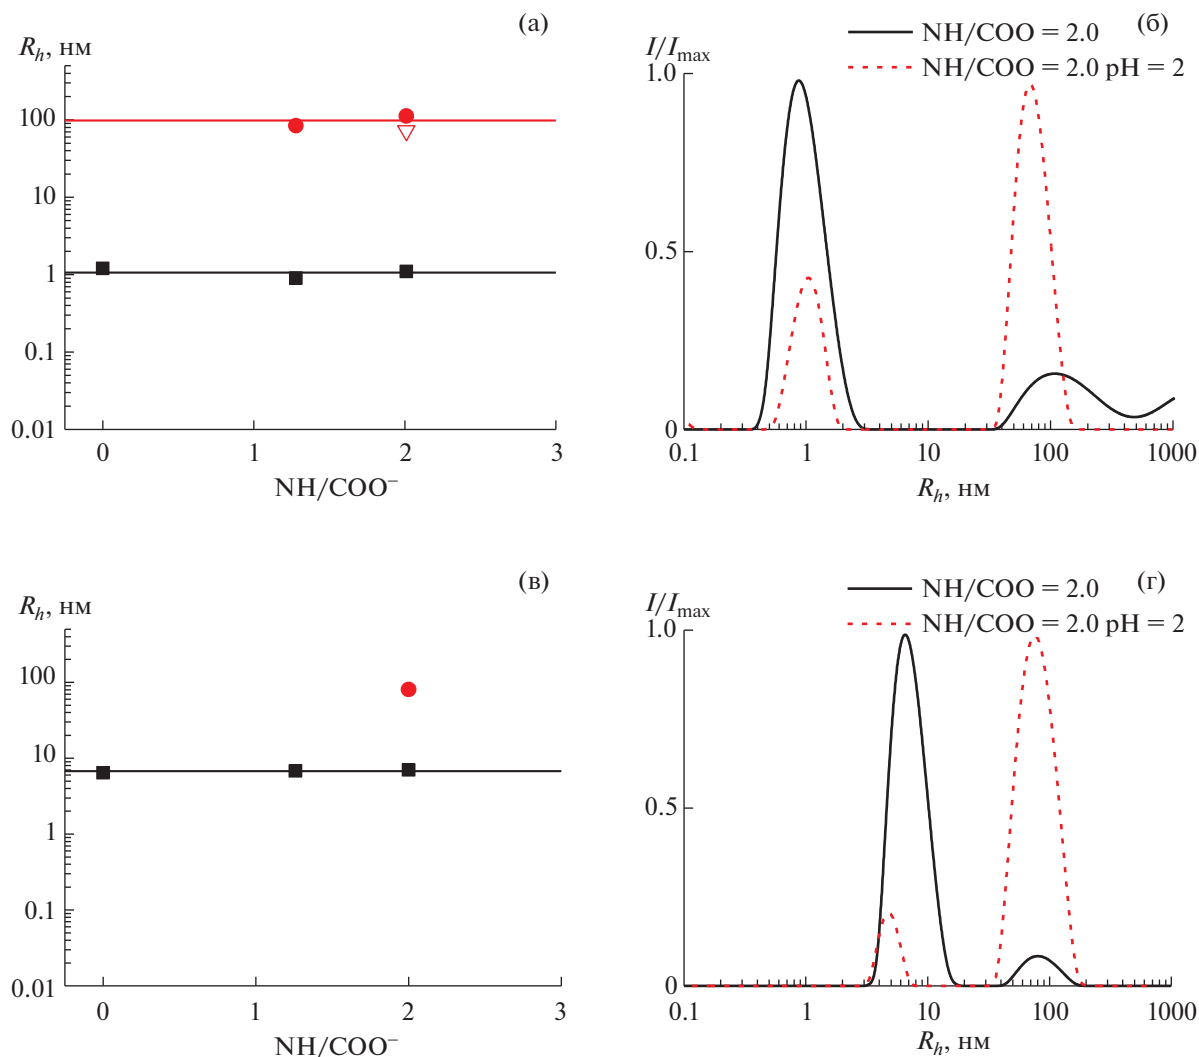 (а)
R_h, нм
100
10
1
0.1
0.01
0
1
2
3
NH/COO⁻
(б)
I/I_max
NH/COO = 2.0
NH/COO = 2.0 pH = 2
1.0
0.5
0
0.1
1
10
100
1000
R_h, нм
(в)
R_h, нм
100
10
1
0.1
0.01
0
1
2
3
NH/COO⁻
(г)
I/I_max
NH/COO = 2.0
NH/COO = 2.0 pH = 2
1.0
0.5
0
0.1
1
10
100
1000
R_h, нм